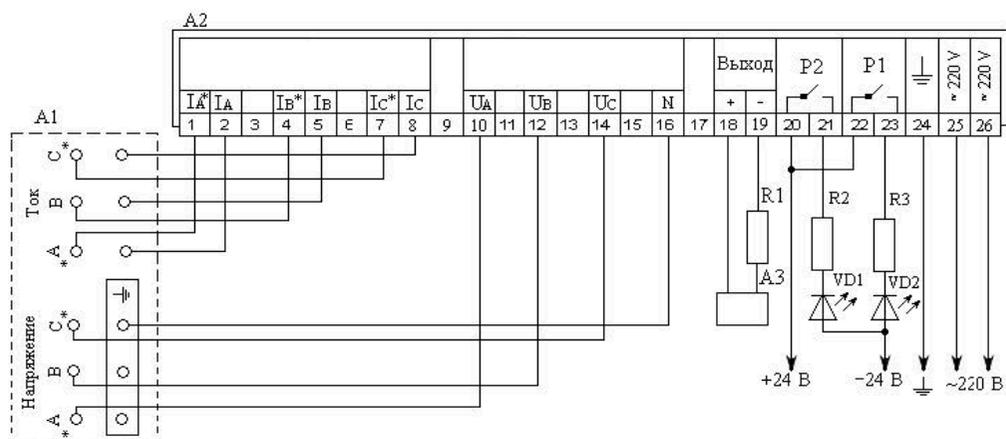 A2
Выход P2 P1 ≈ 220 V ≈ 220 V
IA* IA IB* IB IC* IC UA UB UC N + -
1 2 3 4 5 6 7 8 9 10 11 12 13 14 15 16 17 18 19 20 21 22 23 24 25 26
A1
Ток
C*
B
A*
R1 R2 R3
A3 VD1 VD2
Напряжение
C*
B
A*
+24 В −24 В ~220 В